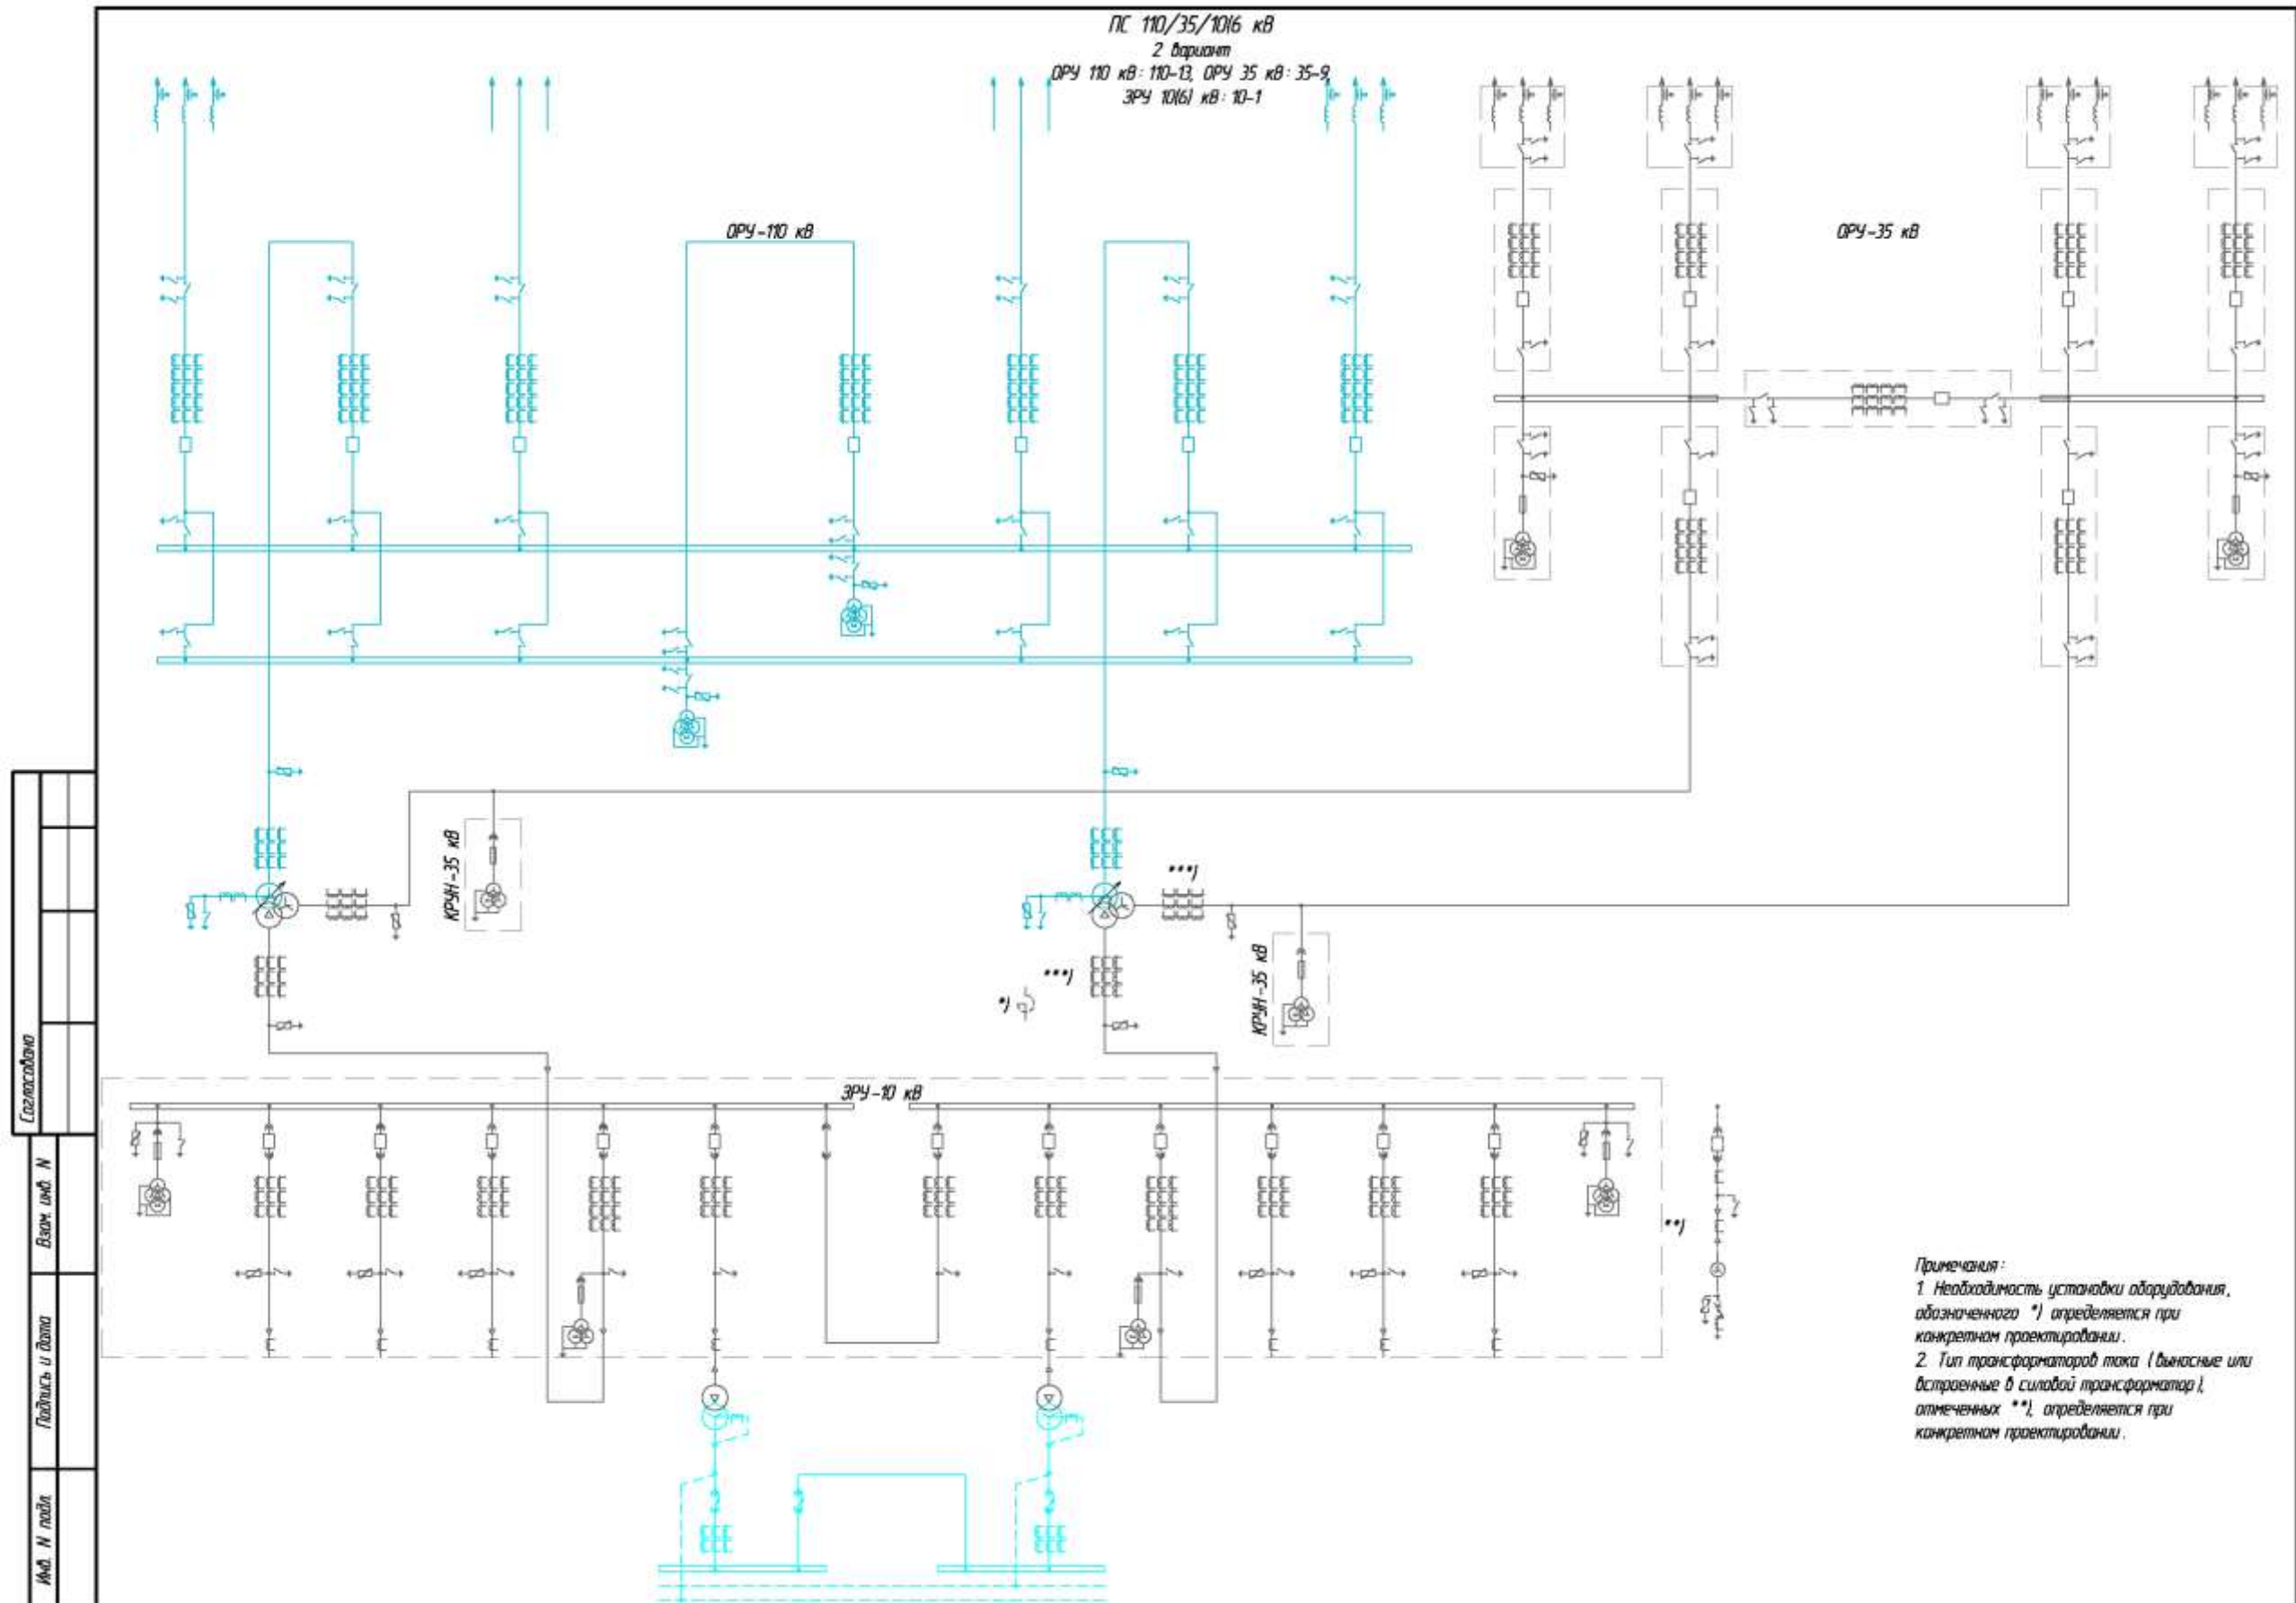 ПС 110/35/10(6 кВ
2 вариант
ОРУ 110 кВ: 110-13, ОРУ 35 кВ: 35-9,
ЗРУ 10(6) кВ: 10-1
ОРУ-110 кВ
ОРУ-35 кВ
КРУН-35 кВ
***)
***)
*)
КРУН-35 кВ
ЗРУ-10 кВ
**)
Примечания:
1. Необходимость установки оборудования,
обозначенного *) определяется при
конкретном проектировании.
2. Тип трансформаторов тока (выносные или
встроенные в силовой трансформатор),
отмеченных **), определяется при
конкретном проектировании.
Согласовано
Взам. инв. N
Подпись и дата
Инв. N подл.